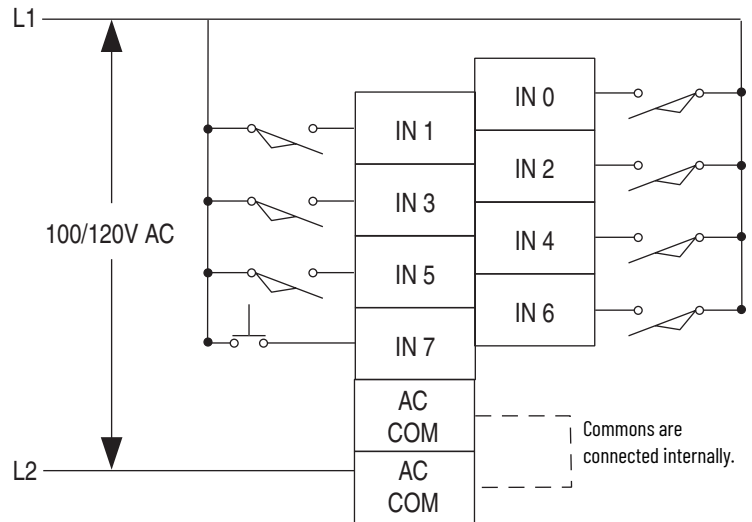 L1
IN 0
IN 1
IN 2
IN 3
100/120V AC
IN 4
IN 5
IN 6
IN 7
AC
COM
Commons are
connected internally.
L2
AC
COM